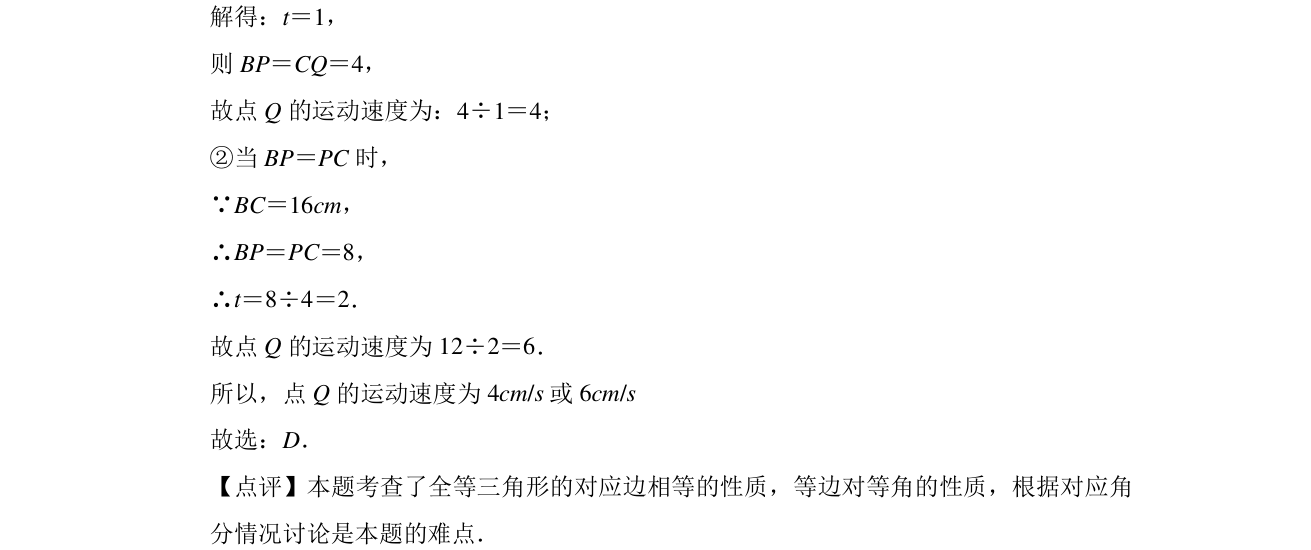 解得：t＝1，
则 BP＝CQ＝4，
故点 Q 的运动速度为：4÷1＝4；
②当 BP＝PC 时，
∵BC＝16cm，
∴BP＝PC＝8，
∴t＝8÷4＝2．
故点 Q 的运动速度为 12÷2＝6．
所以，点 Q 的运动速度为 4cm/s 或 6cm/s
故选：D．
【点评】本题考查了全等三角形的对应边相等的性质，等边对等角的性质，根据对应角
分情况讨论是本题的难点．